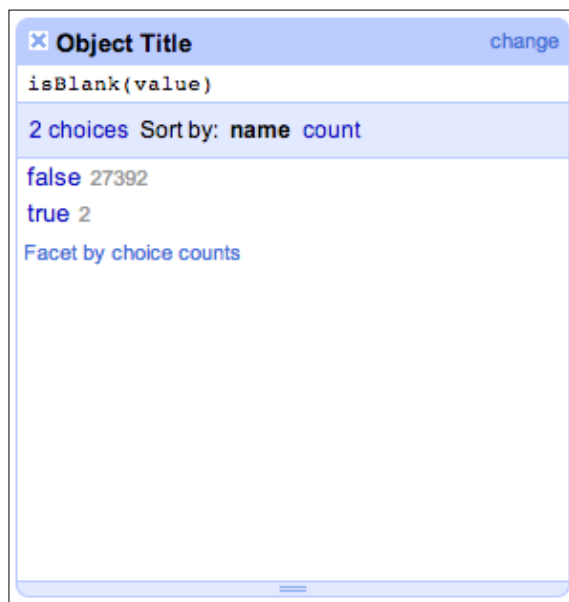 Object Title change
isBlank(value)
2 choices Sort by: name count
false 27392
true 2
Facet by choice counts